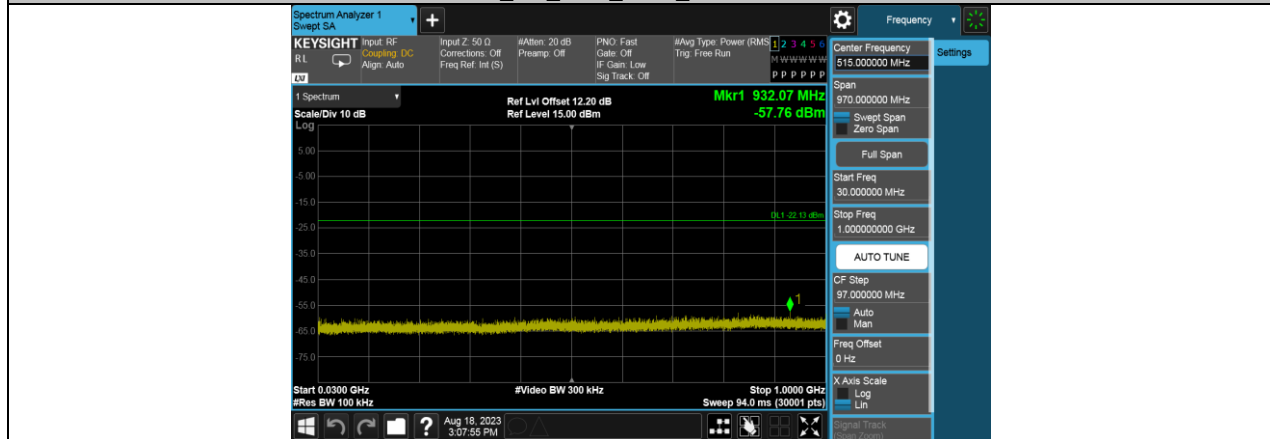 Spectrum Analyzer 1
Swept SA
+
Frequency
KEYSIGHT
RL
LXI
Input: RF
Coupling: DC
Align: Auto
Input Z: 50 Ω
Corrections: Off
Freq Ref: Int (S)
#Atten: 20 dB
Preamp: Off
PNO: Fast
Gate: Off
IF Gain: Low
Sig Track: Off
#Avg Type: Power (RMS
Trig: Free Run
1 2 3 4 5 6
M W W W W W
P P P P P P
1 Spectrum
Scale/Div 10 dB
Ref Lvl Offset 12.20 dB
Ref Level 15.00 dBm
Mkr1 932.07 MHz
-57.76 dBm
Log
5.00
-5.00
-15.0
DL1 -22.13 dBm
-25.0
-35.0
-45.0
1
-55.0
-65.0
-75.0
Start 0.0300 GHz
#Res BW 100 kHz
#Video BW 300 kHz
Stop 1.0000 GHz
Sweep 94.0 ms (30001 pts)
Settings
Center Frequency
515.000000 MHz
Span
970.000000 MHz
Swept Span
Zero Span
Full Span
Start Freq
30.000000 MHz
Stop Freq
1.000000000 GHz
AUTO TUNE
CF Step
97.000000 MHz
Auto
Man
Freq Offset
0 Hz
X Axis Scale
Log
Lin
Signal Track
(Span Zoom)
?
Aug 18, 2023
3:07:55 PM